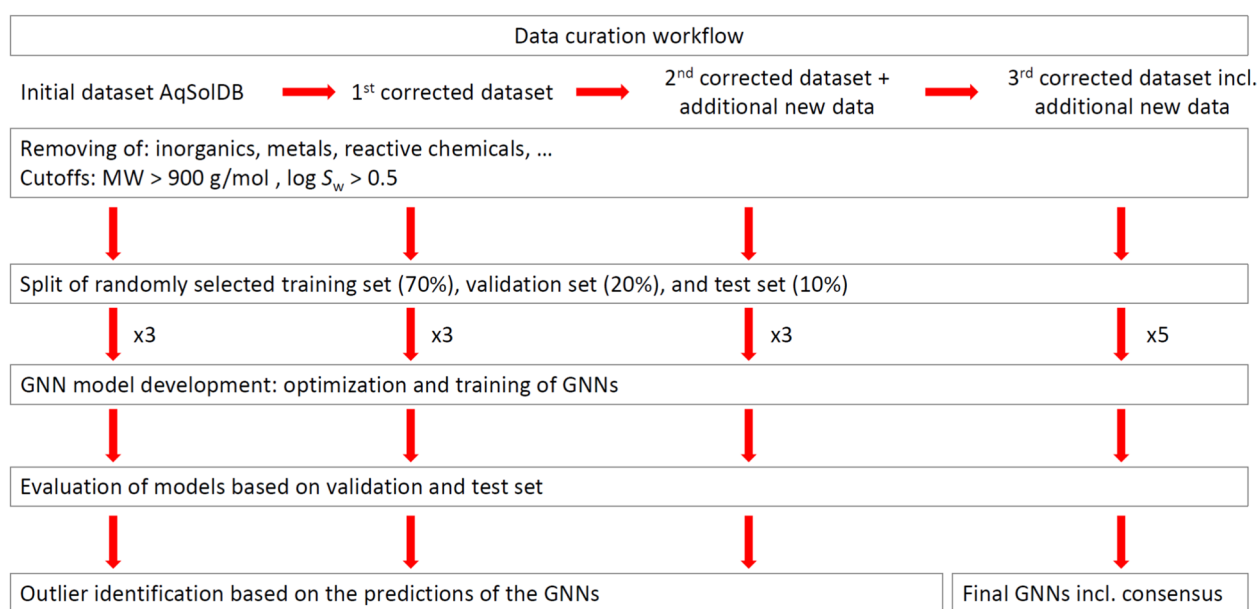 Data curation workflow
Initial dataset AqSolDB
1st corrected dataset
2nd corrected dataset +
additional new data
3rd corrected dataset incl.
additional new data
Removing of: inorganics, metals, reactive chemicals, ...
Cutoffs: MW > 900 g/mol , log Sw > 0.5
Split of randomly selected training set (70%), validation set (20%), and test set (10%)
x3
x3
x3
x5
GNN model development: optimization and training of GNNs
Evaluation of models based on validation and test set
Outlier identification based on the predictions of the GNNs
Final GNNs incl. consensus